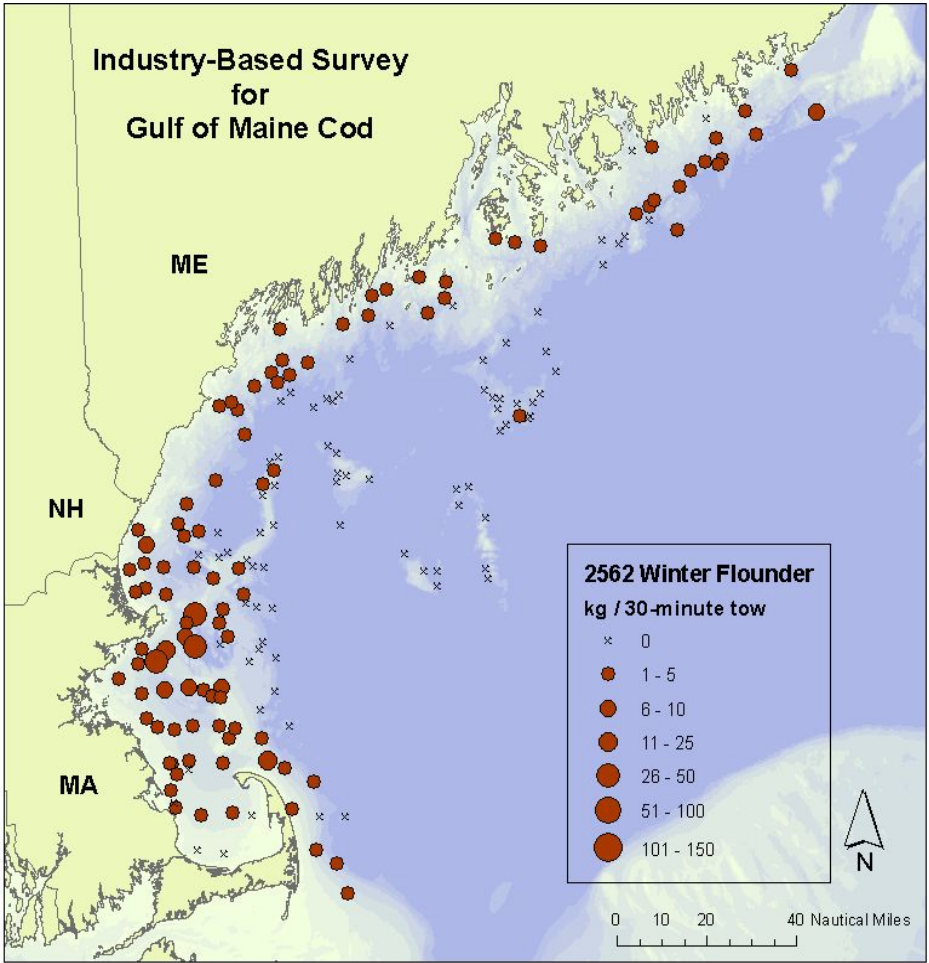 Industry-Based Survey
for
Gulf of Maine Cod
ME
NH
MA
2562 Winter Flounder
kg / 30-minute tow
0
1 - 5
6 - 10
11 - 25
26 - 50
51 - 100
101 - 150
N
0 10 20 40 Nautical Miles